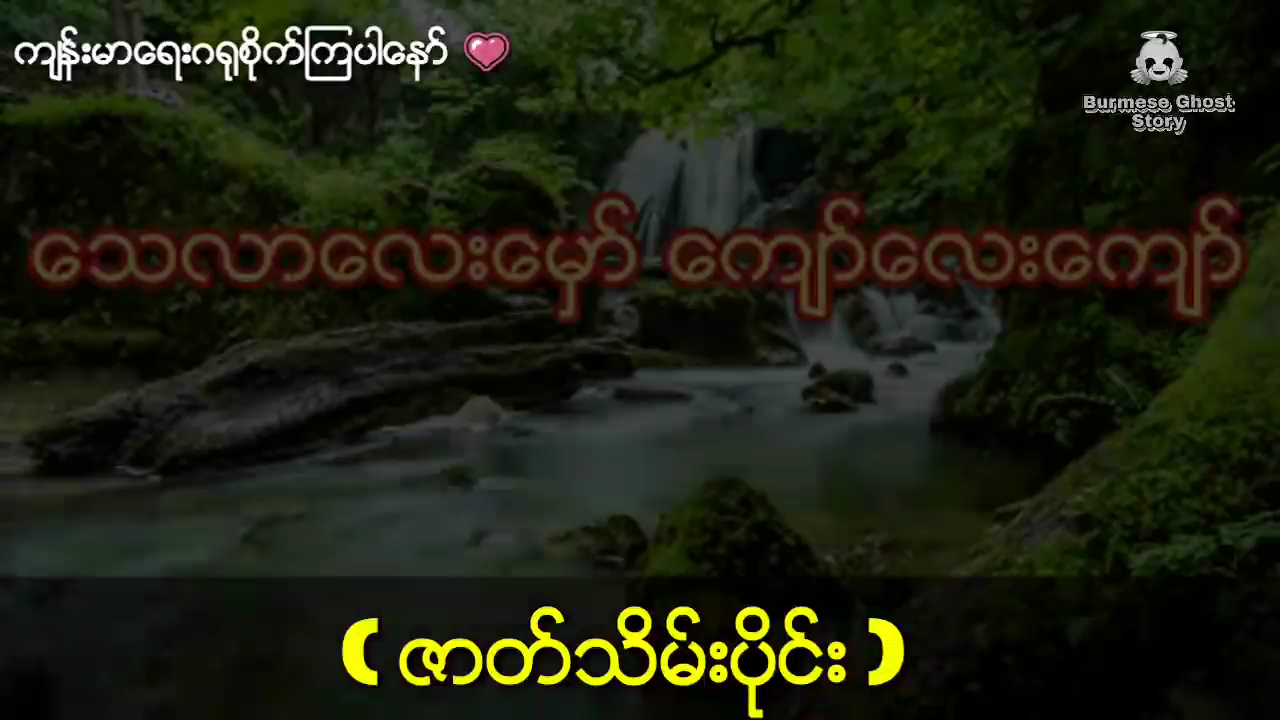 ကျန်းမာရေးဂရုစိုက်ကြပါနော် 💗
Burmese Ghost
Story
သေလာလေးမှော် ကျော်လေးကျော်
( ဇာတ်သိမ်းပိုင်း )